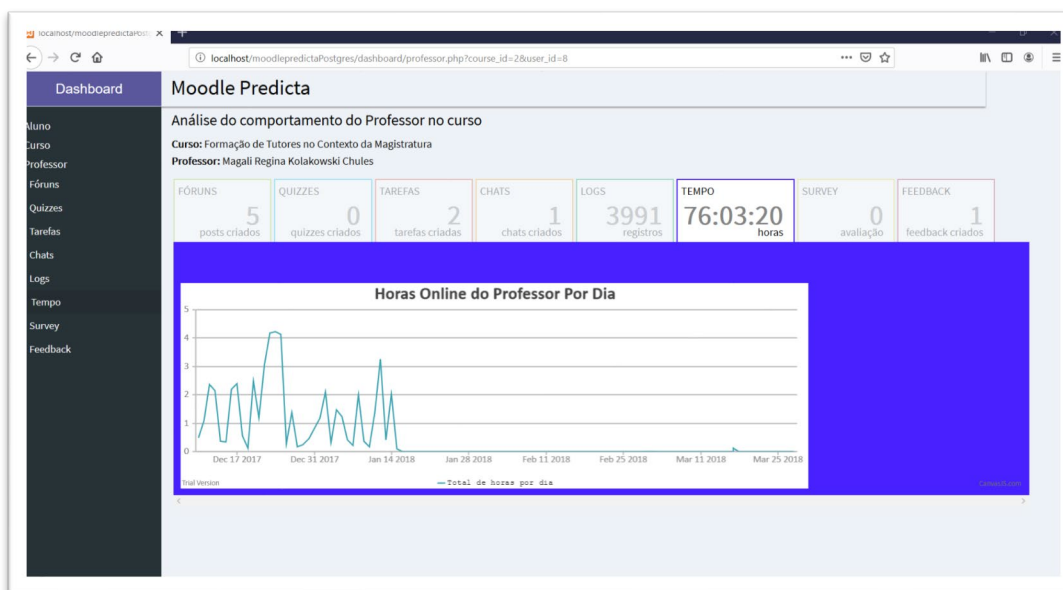 localhost/moodlepredictaPost
localhost/moodlepredictaPostgres/dashboard/professor.php?course_id=2&user_id=8
Dashboard
Moodle Predicta
Aluno
Curso
Professor
Fóruns
Quizzes
Tarefas
Chats
Logs
Tempo
Survey
Feedback
Análise do comportamento do Professor no curso
Curso: Formação de Tutores no Contexto da Magistratura
Professor: Magali Regina Kolakowski Chules
FÓRUNS
5
posts criados
QUIZZES
0
quizzes criados
TAREFAS
2
tarefas criadas
CHATS
1
chats criados
LOGS
3991
registros
TEMPO
76:03:20
horas
SURVEY
0
avaliação
FEEDBACK
1
feedback criados
Horas Online do Professor Por Dia
5
4
3
2
1
0
Dec 17 2017 Dec 31 2017 Jan 14 2018 Jan 28 2018 Feb 11 2018 Feb 25 2018 Mar 11 2018 Mar 25 2018
Total de horas por dia
Trial Version
CanvasJS.com